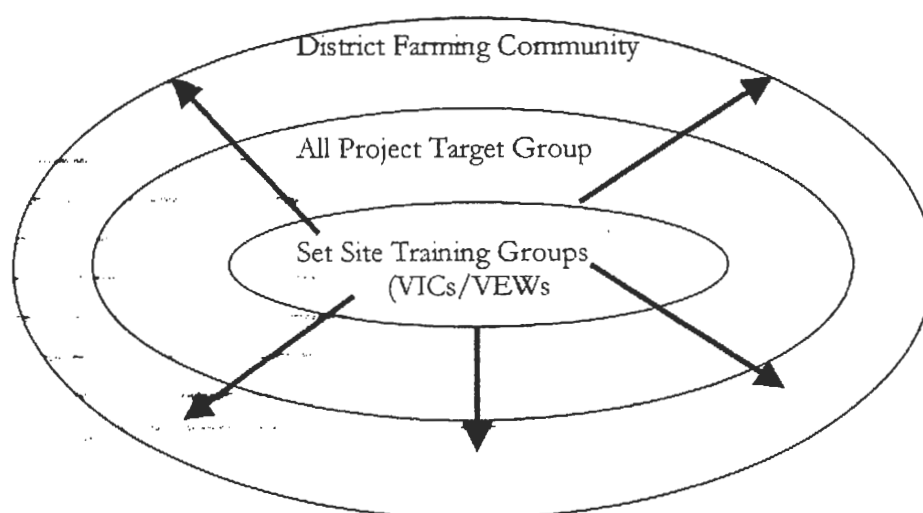 District Farming Community
All Project Target Group
Set Site Training Groups
(VICs/VEWs